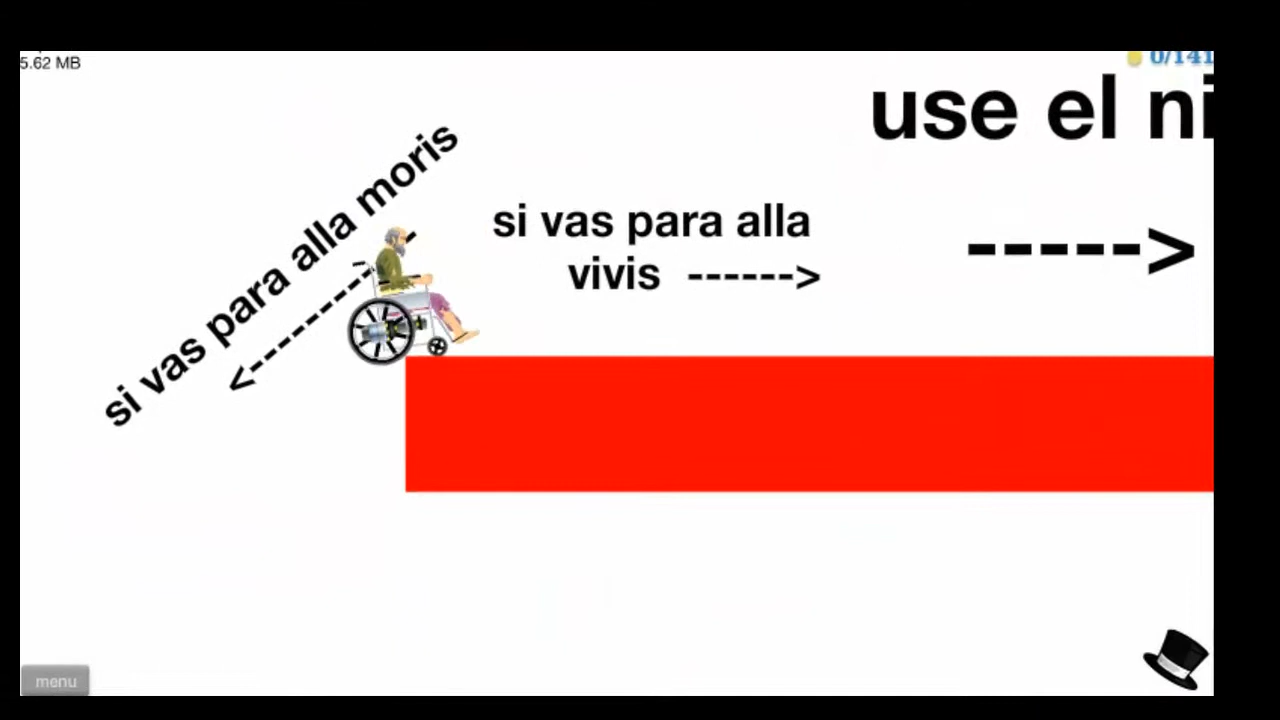 5.62 MB
0/141
use el ni
si vas para alla moris
<--------
si vas para alla
vivis ------>
----->
menu